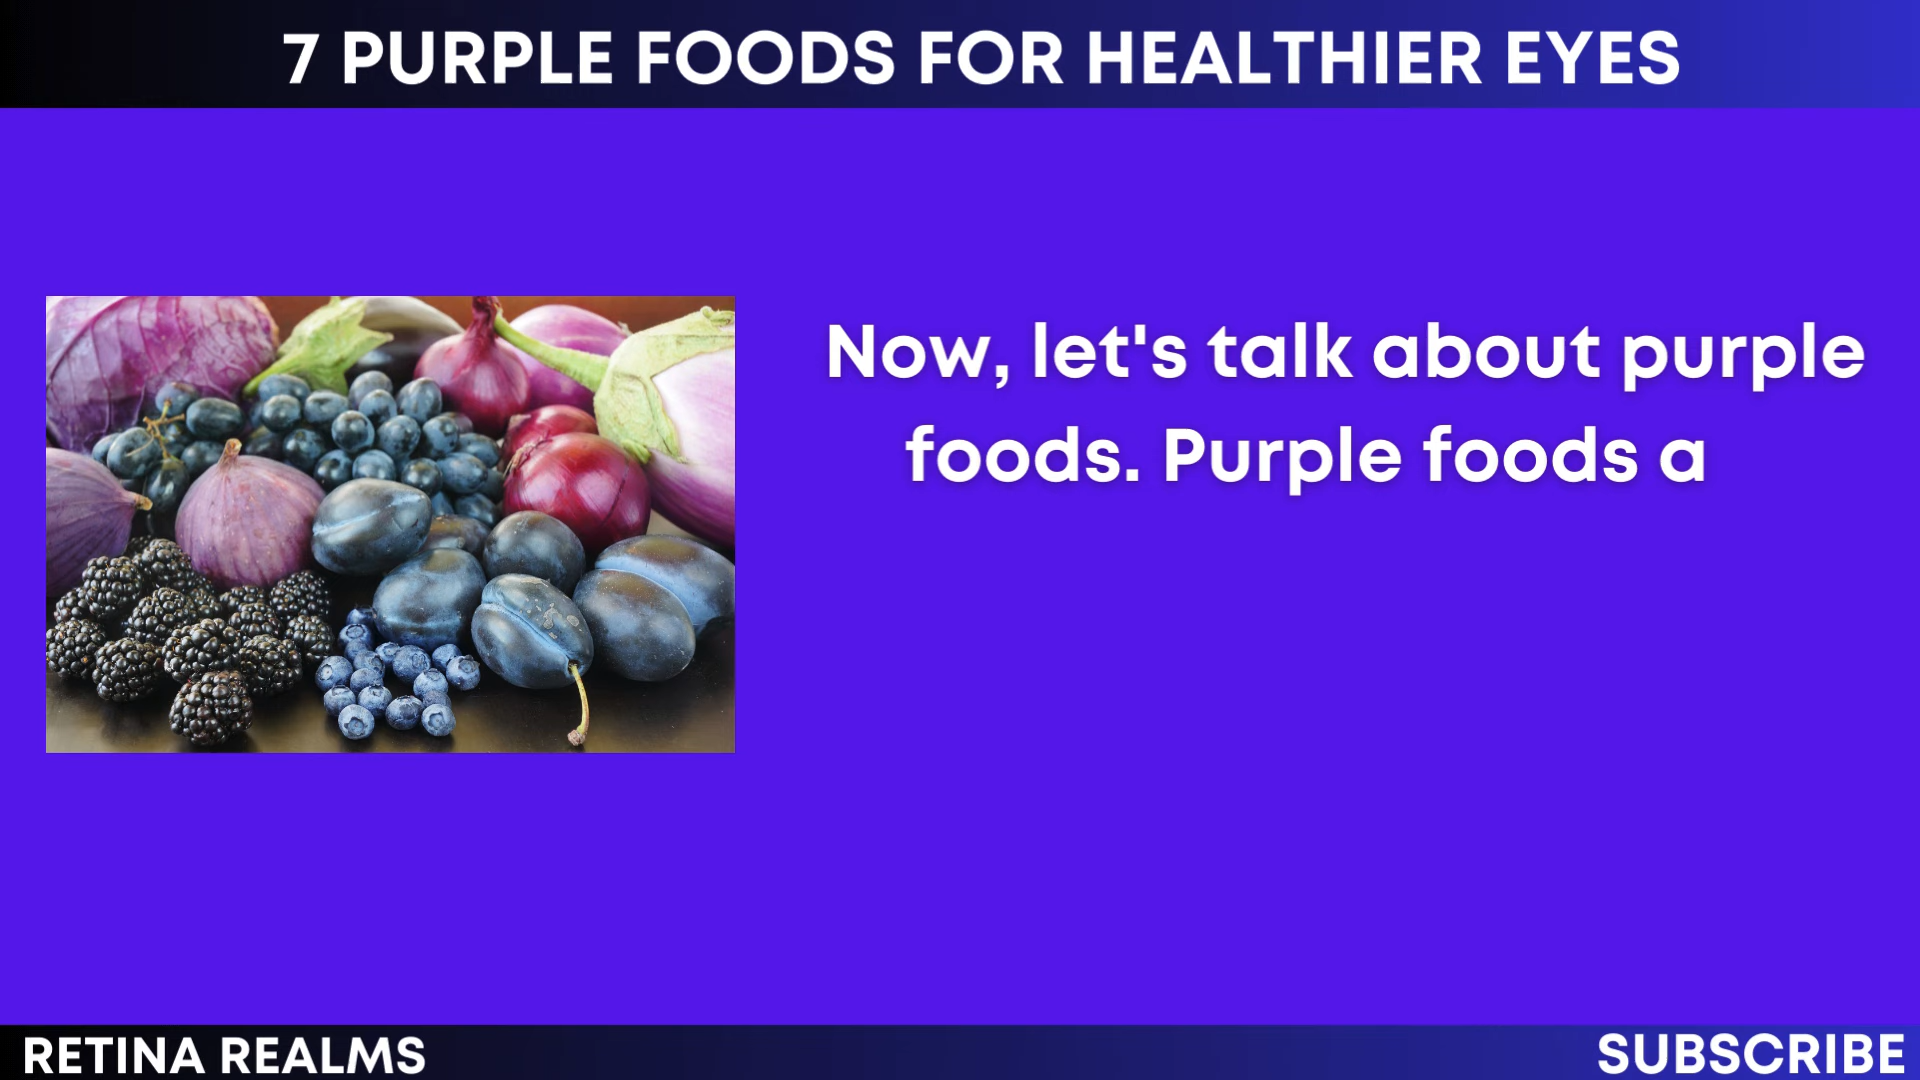 7 PURPLE FOODS FOR HEALTHIER EYES
Now, let's talk about purple
foods. Purple foods a
RETINA REALMS
SUBSCRIBE